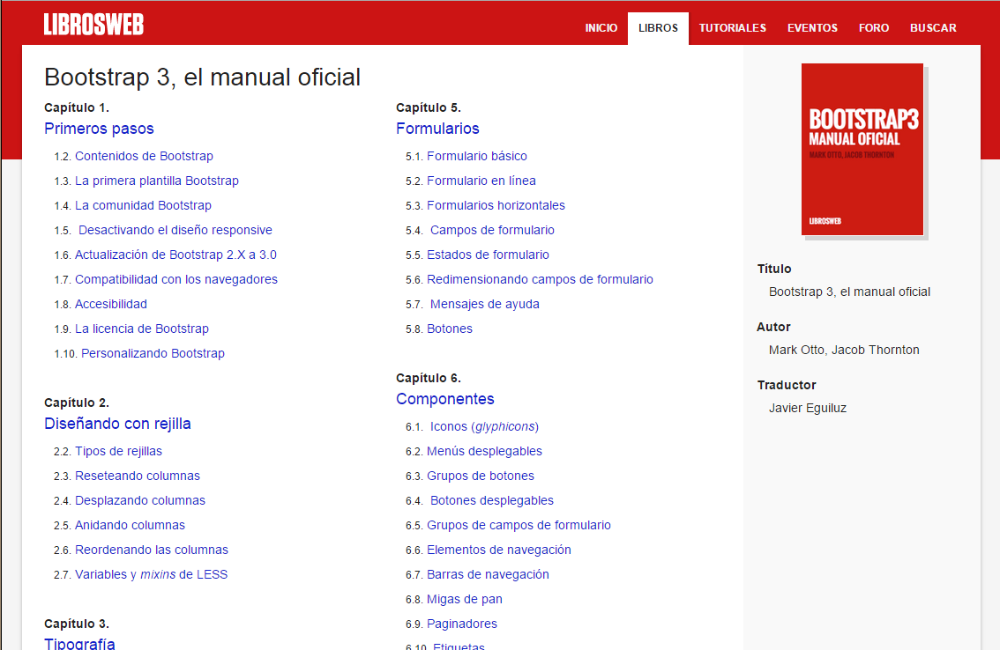 LIBROSWEB
INICIO LIBROS TUTORIALES EVENTOS FORO BUSCAR
Bootstrap 3, el manual oficial
Capítulo 1.
Primeros pasos
1.2. Contenidos de Bootstrap
1.3. La primera plantilla Bootstrap
1.4. La comunidad Bootstrap
1.5. Desactivando el diseño responsive
1.6. Actualización de Bootstrap 2.X a 3.0
1.7. Compatibilidad con los navegadores
1.8. Accesibilidad
1.9. La licencia de Bootstrap
1.10. Personalizando Bootstrap
Capítulo 2.
Diseñando con rejilla
2.2. Tipos de rejillas
2.3. Reseteando columnas
2.4. Desplazando columnas
2.5. Anidando columnas
2.6. Reordenando las columnas
2.7. Variables y mixins de LESS
Capítulo 3.
Tipografía
Capítulo 5.
Formularios
5.1. Formulario básico
5.2. Formulario en línea
5.3. Formularios horizontales
5.4. Campos de formulario
5.5. Estados de formulario
5.6. Redimensionando campos de formulario
5.7. Mensajes de ayuda
5.8. Botones
Capítulo 6.
Componentes
6.1. Iconos (glyphicons)
6.2. Menús desplegables
6.3. Grupos de botones
6.4. Botones desplegables
6.5. Grupos de campos de formulario
6.6. Elementos de navegación
6.7. Barras de navegación
6.8. Migas de pan
6.9. Paginadores
6.10. Etiquetas
BOOTSTRAP3
MANUAL OFICIAL
MARK OTTO, JACOB THORNTON
LIBROSWEB
Título
Bootstrap 3, el manual oficial
Autor
Mark Otto, Jacob Thornton
Traductor
Javier Eguiluz